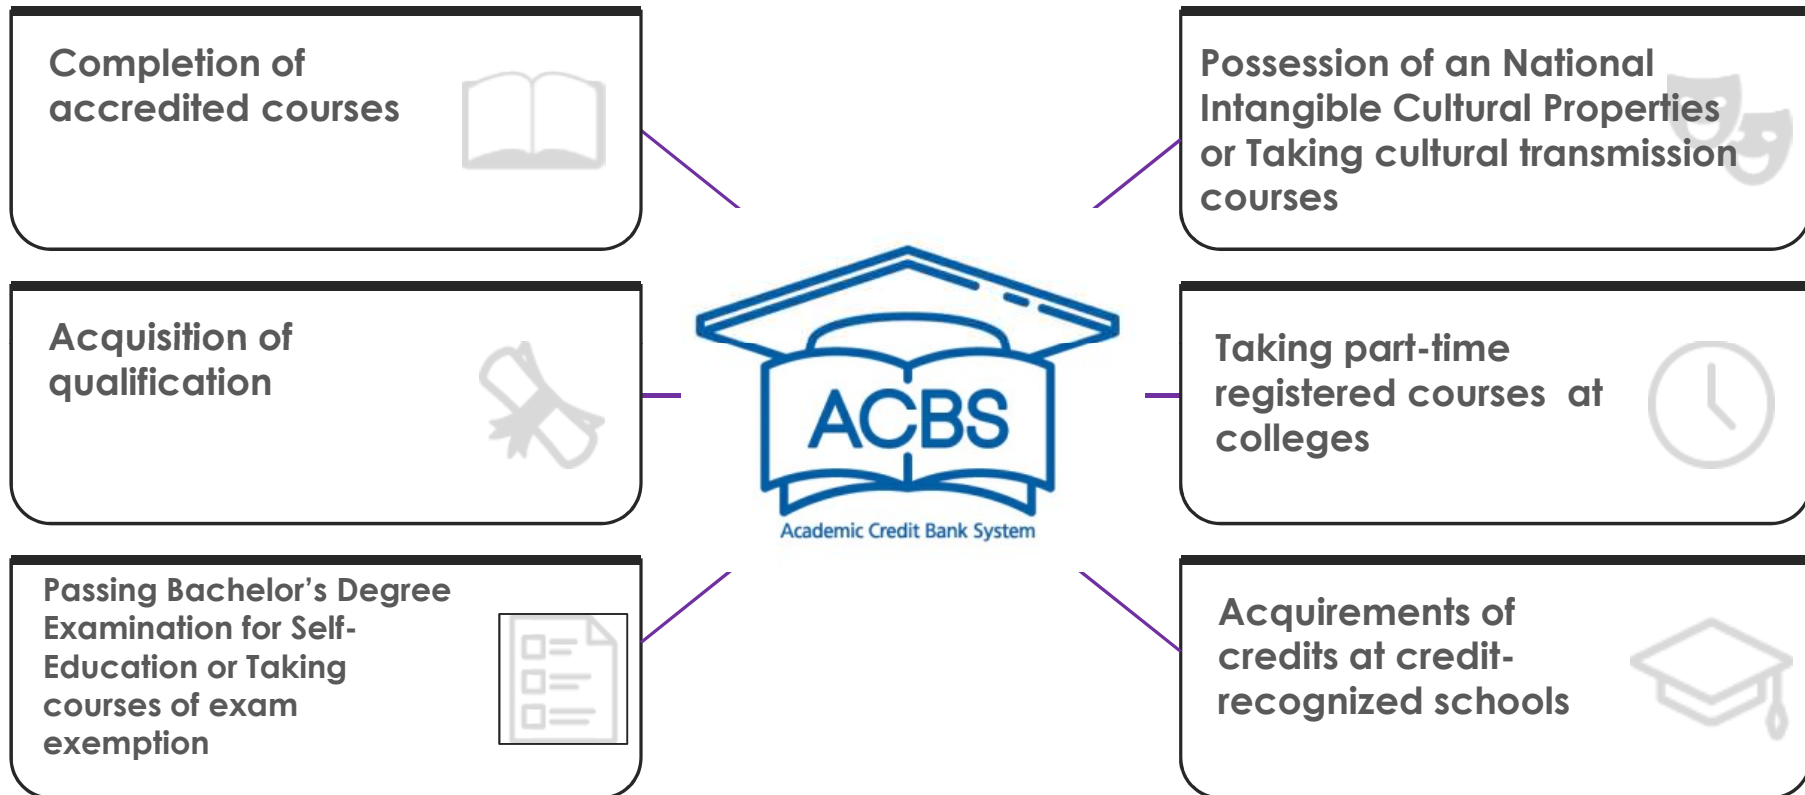 Completion of
accredited courses
Acquisition of
qualification
Passing Bachelor’s Degree
Examination for Self-
Education or Taking
courses of exam
exemption
ACBS
Academic Credit Bank System
Possession of an National
Intangible Cultural Properties
or Taking cultural transmission
courses
Taking part-time
registered courses  at
colleges
Acquirements of
credits at credit-
recognized schools